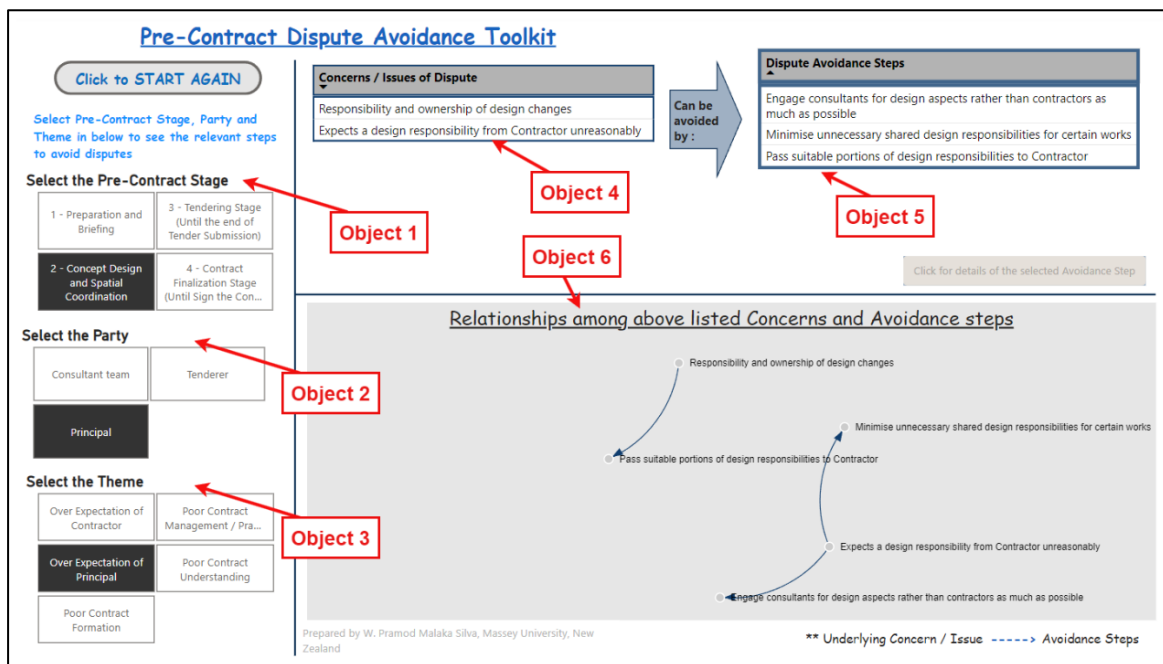 Pre-Contract Dispute Avoidance Toolkit
Click to START AGAIN
Select Pre-Contract Stage, Party and
Theme in below to see the relevant steps
to avoid disputes
Select the Pre-Contract Stage
1 - Preparation and
Briefing
3 - Tendering Stage
(Until the end of
Tender Submission)
2 - Concept Design
and Spatial
Coordination
4 - Contract
Finalization Stage
(Until Sign the Con...
Object 1
Select the Party
Consultant team
Tenderer
Principal
Object 2
Select the Theme
Over Expectation of
Contractor
Poor Contract
Management / Pra...
Over Expectation of
Principal
Poor Contract
Understanding
Poor Contract
Formation
Object 3
Concerns / Issues of Dispute
Responsibility and ownership of design changes
Expects a design responsibility from Contractor unreasonably
Object 4
Can be
avoided
by :
Dispute Avoidance Steps
Engage consultants for design aspects rather than contractors as
much as possible
Minimise unnecessary shared design responsibilities for certain works
Pass suitable portions of design responsibilities to Contractor
Object 5
Object 6
Click for details of the selected Avoidance Step
Relationships among above listed Concerns and Avoidance steps
Responsibility and ownership of design changes
Minimise unnecessary shared design responsibilities for certain works
Pass suitable portions of design responsibilities to Contractor
Expects a design responsibility from Contractor unreasonably
Engage consultants for design aspects rather than contractors as much as possible
Prepared by W. Pramod Malaka Silva, Massey University, New
Zealand
** Underlying Concern / Issue -----> Avoidance Steps